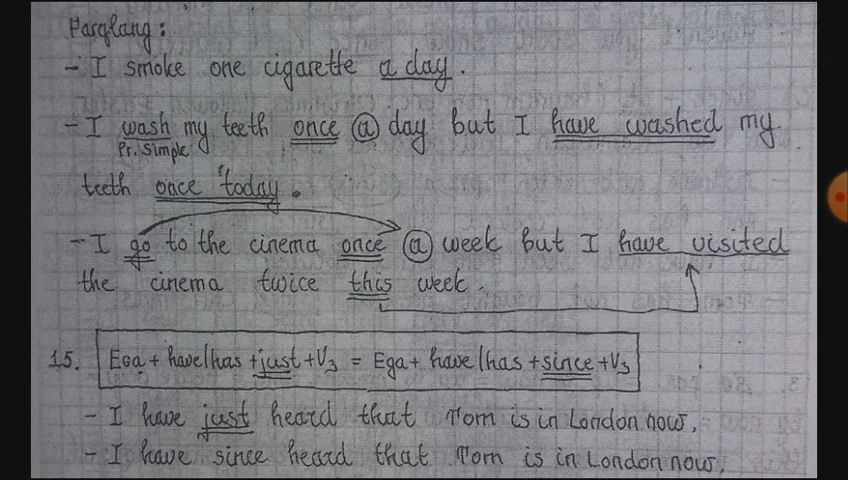 Farqlang:
- I smoke one cigarette a day.
- I wash my teeth once a day but I have washed my
Pr. Simple
teeth once today.
- I go to the cinema once a week but I have visited
the cinema twice this week.
15. Ega + have/has + just + V3 = Ega + have/has + since + V3
- I have just heard that Tom is in London now.
- I have since heard that Tom is in London now.